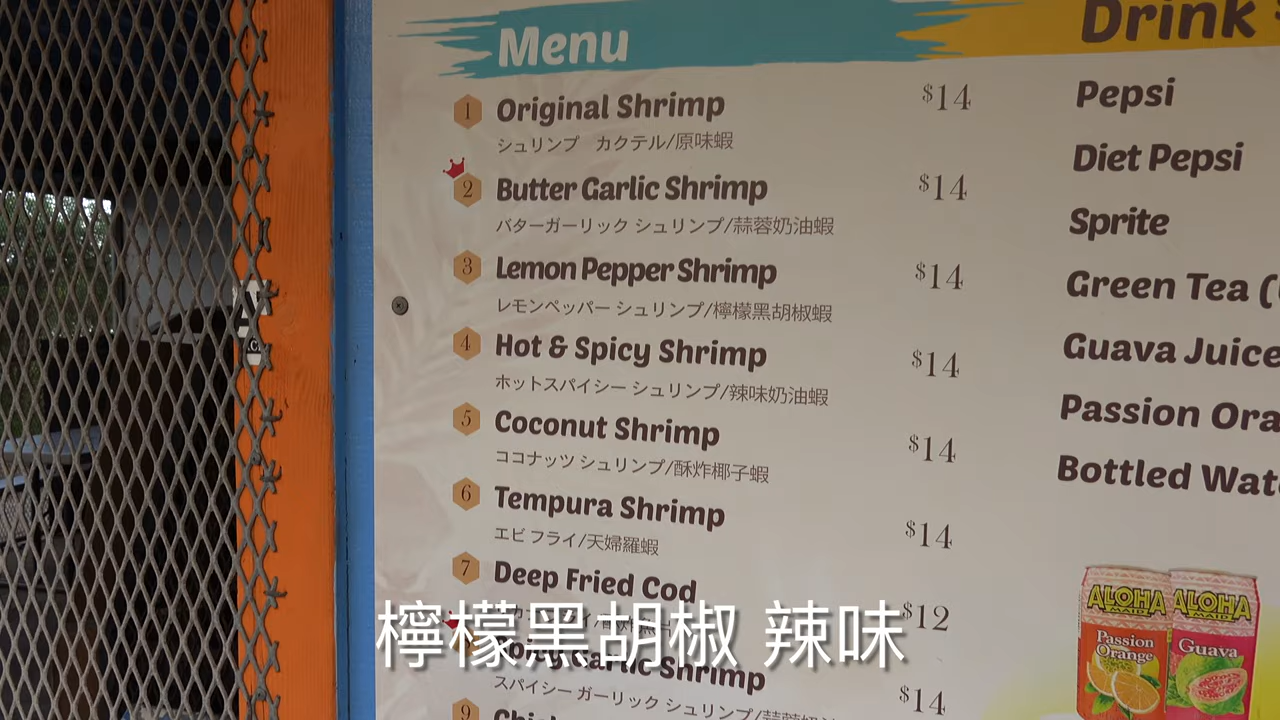 Menu
1 Original Shrimp $14
シュリンプ カクテル/原味蝦
2 Butter Garlic Shrimp $14
バターガーリック シュリンプ/蒜蓉奶油蝦
3 Lemon Pepper Shrimp $14
レモンペッパー シュリンプ/檸檬黑胡椒蝦
4 Hot & Spicy Shrimp $14
ホットスパイシー シュリンプ/辣味奶油蝦
5 Coconut Shrimp $14
ココナッツ シュリンプ/酥炸椰子蝦
6 Tempura Shrimp $14
エビ フライ/天婦羅蝦
7 Deep Fried Cod $12
Spicy Garlic Shrimp $14
スパイシー ガーリック シュリンプ/
9
Drink
Pepsi
Diet Pepsi
Sprite
Green Tea (
Guava Juice
Passion
Bottled
ALOHA
MAID
Passion
Orange
ALOHA
MAID
Guava
檸檬黑胡椒 辣味